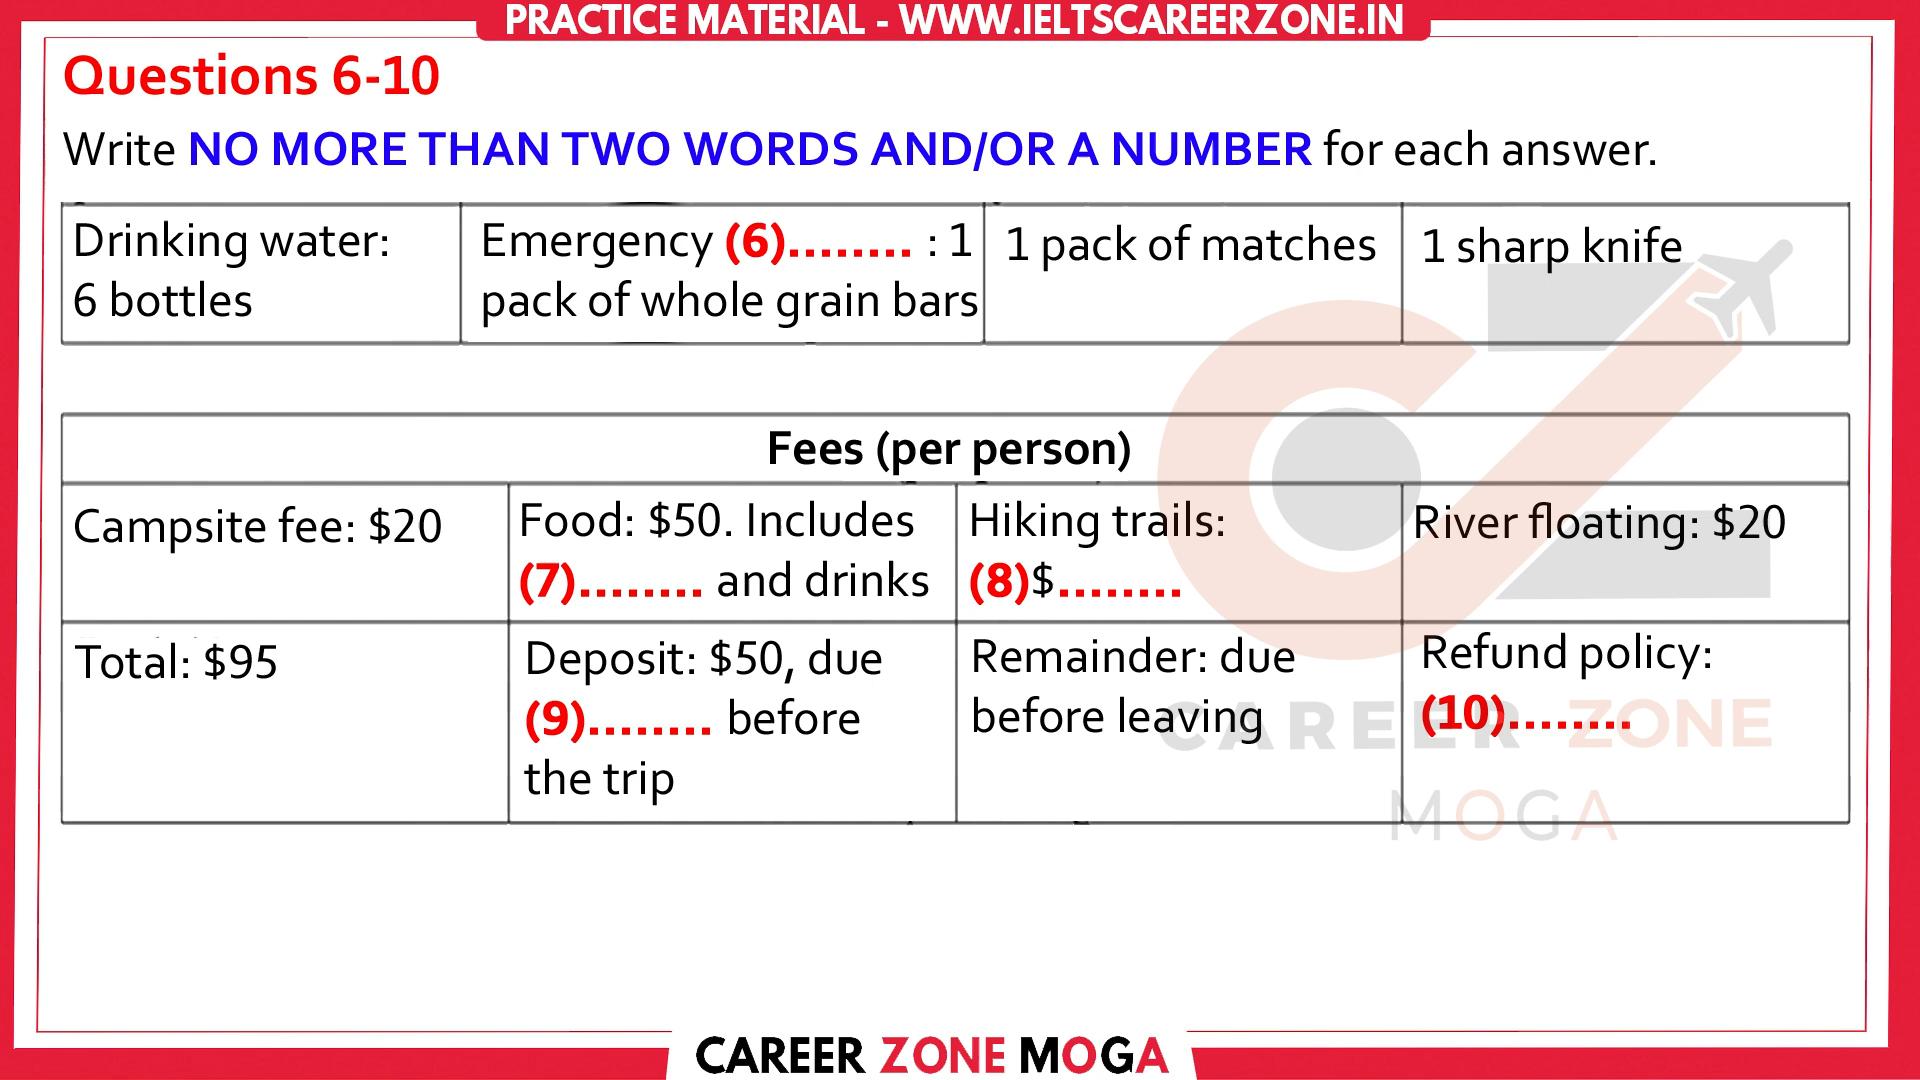 PRACTICE MATERIAL - WWW.IELTSCAREERZONE.IN
Questions 6-10
Write NO MORE THAN TWO WORDS AND/OR A NUMBER for each answer.
Drinking water:
6 bottles
Emergency (6)........ : 1
pack of whole grain bars
1 pack of matches
1 sharp knife
Fees (per person)
Campsite fee: $20
Food: $50. Includes
(7)........ and drinks
Hiking trails:
(8)$........
River floating: $20
Total: $95
Deposit: $50, due
(9)........ before
the trip
Remainder: due
before leaving
Refund policy:
(10)........
CAREER ZONE
MOGA
CAREER ZONE MOGA